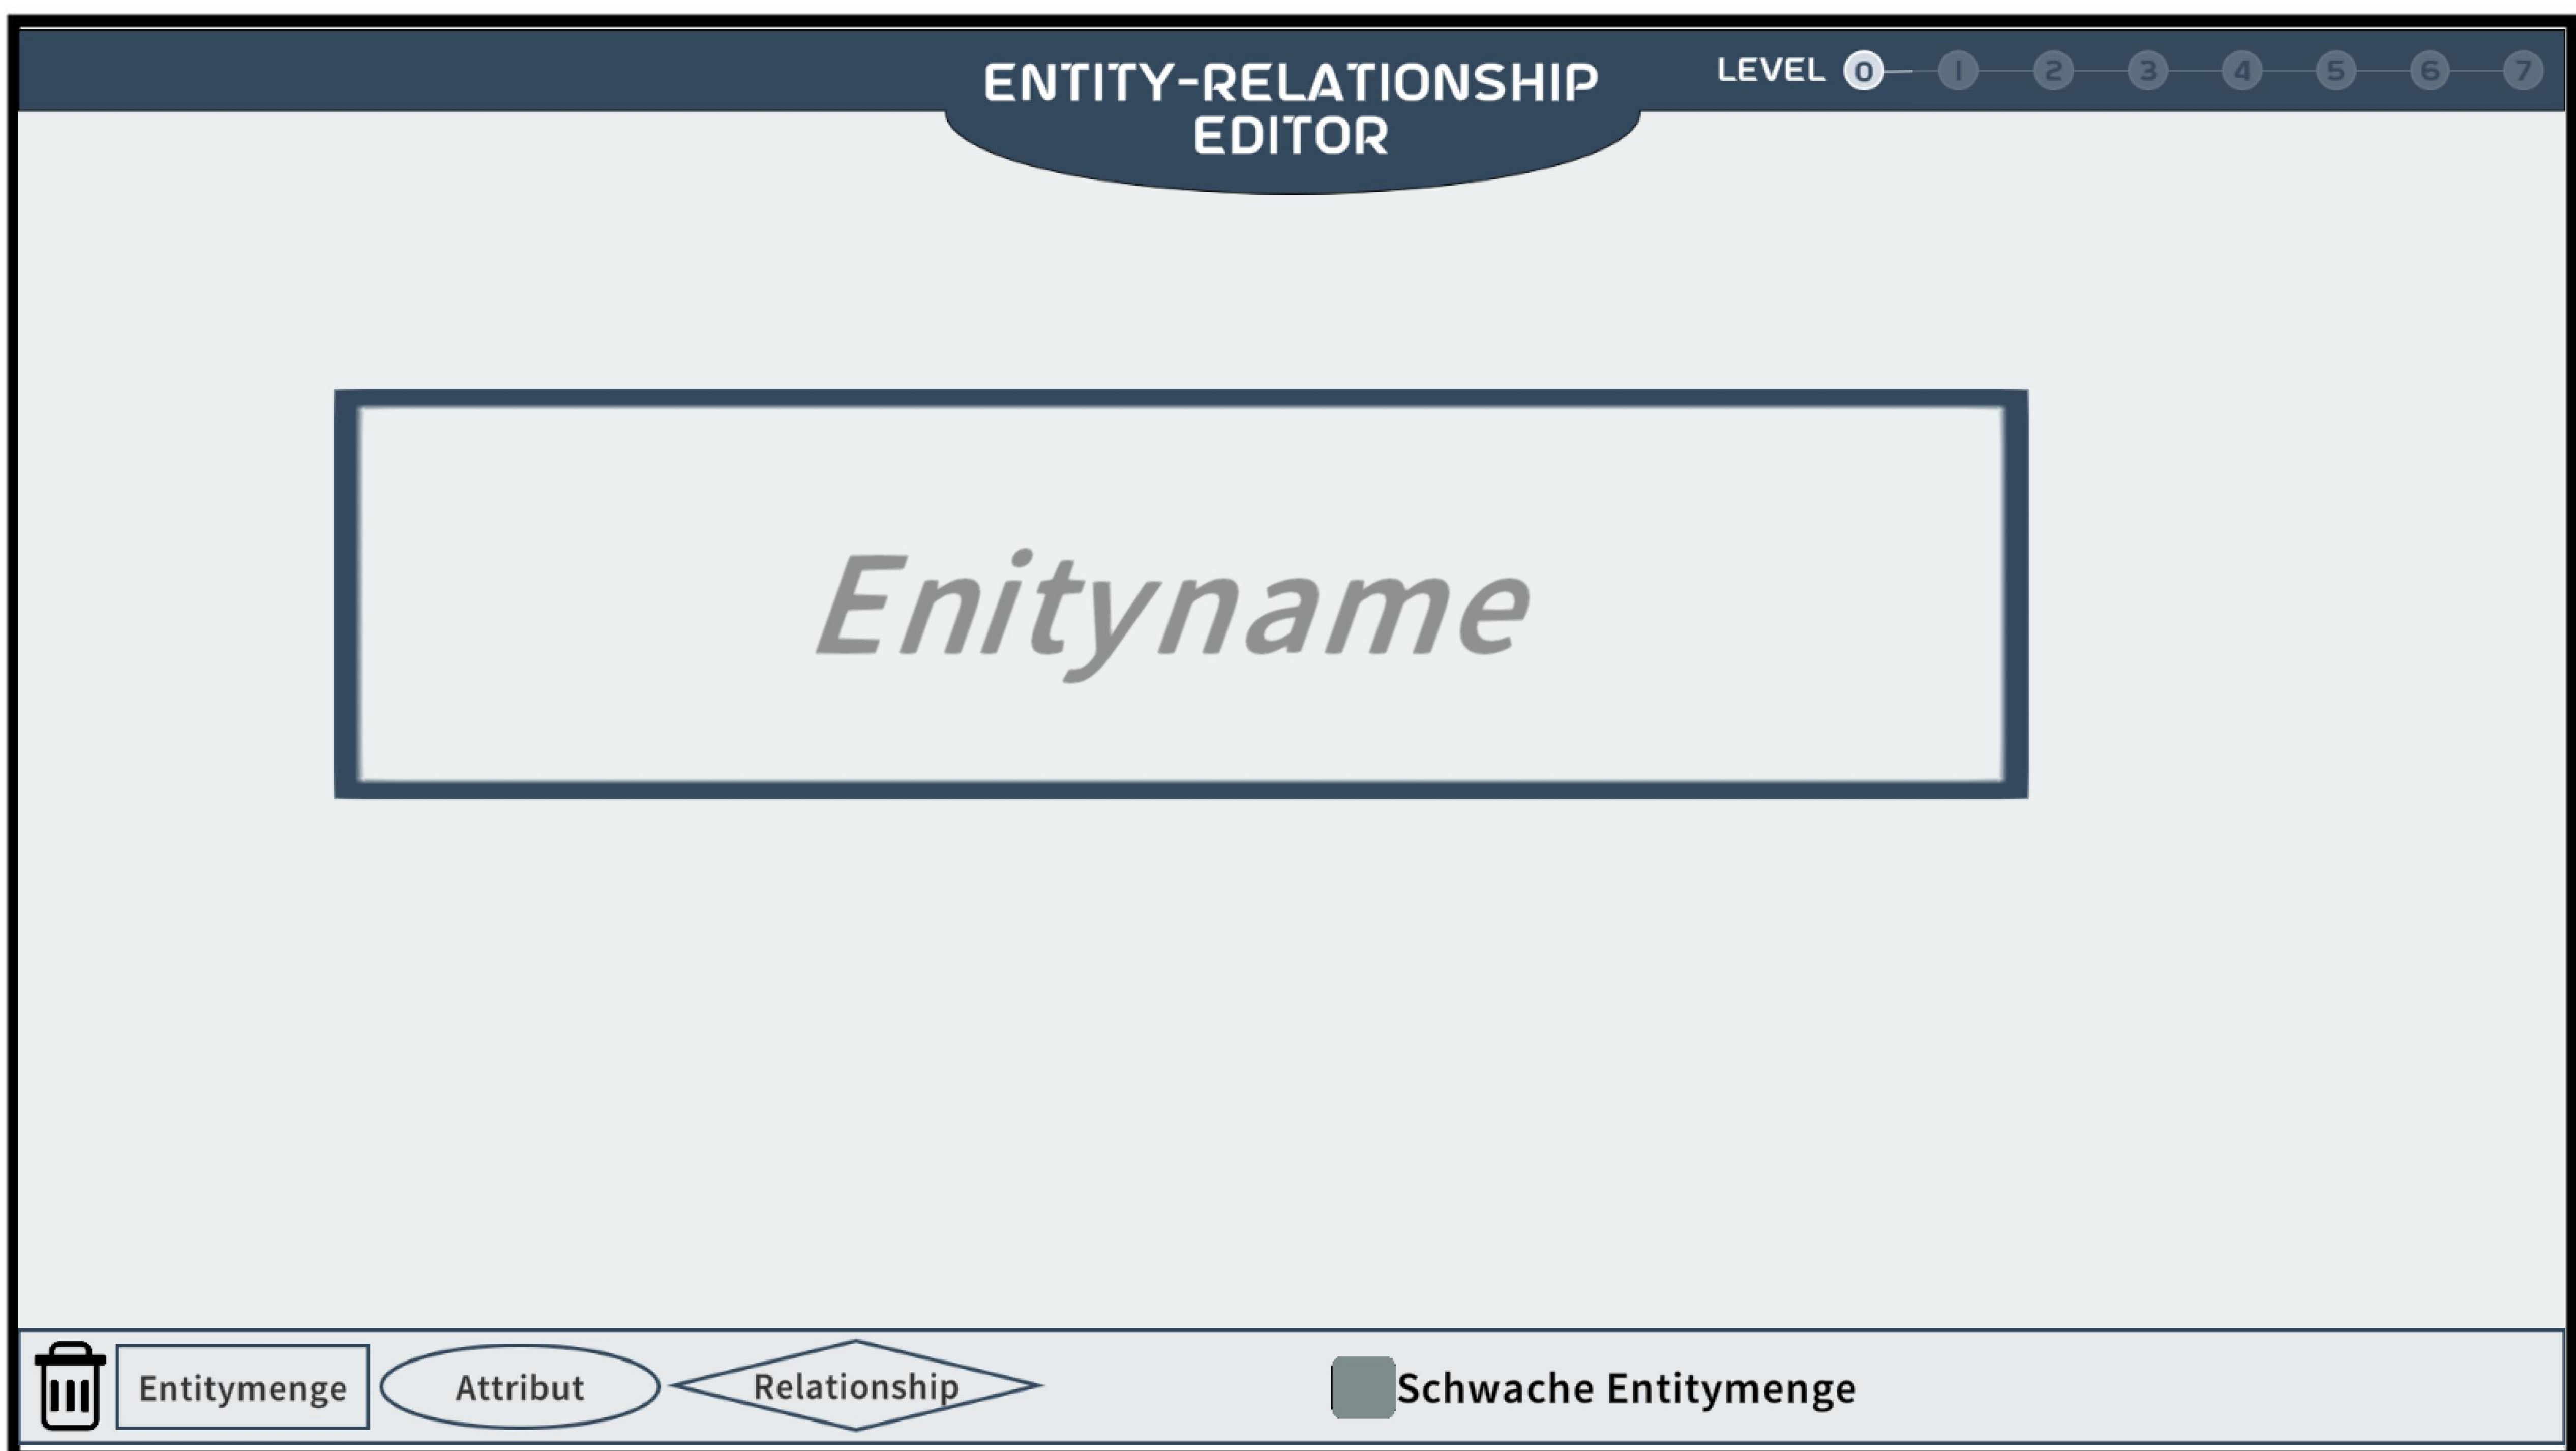 ENTITY-RELATIONSHIP
EDITOR
LEVEL 0 1 2 3 4 5 6 7
Enityname
Entitymenge
Attribut
Relationship
Schwache Entitymenge